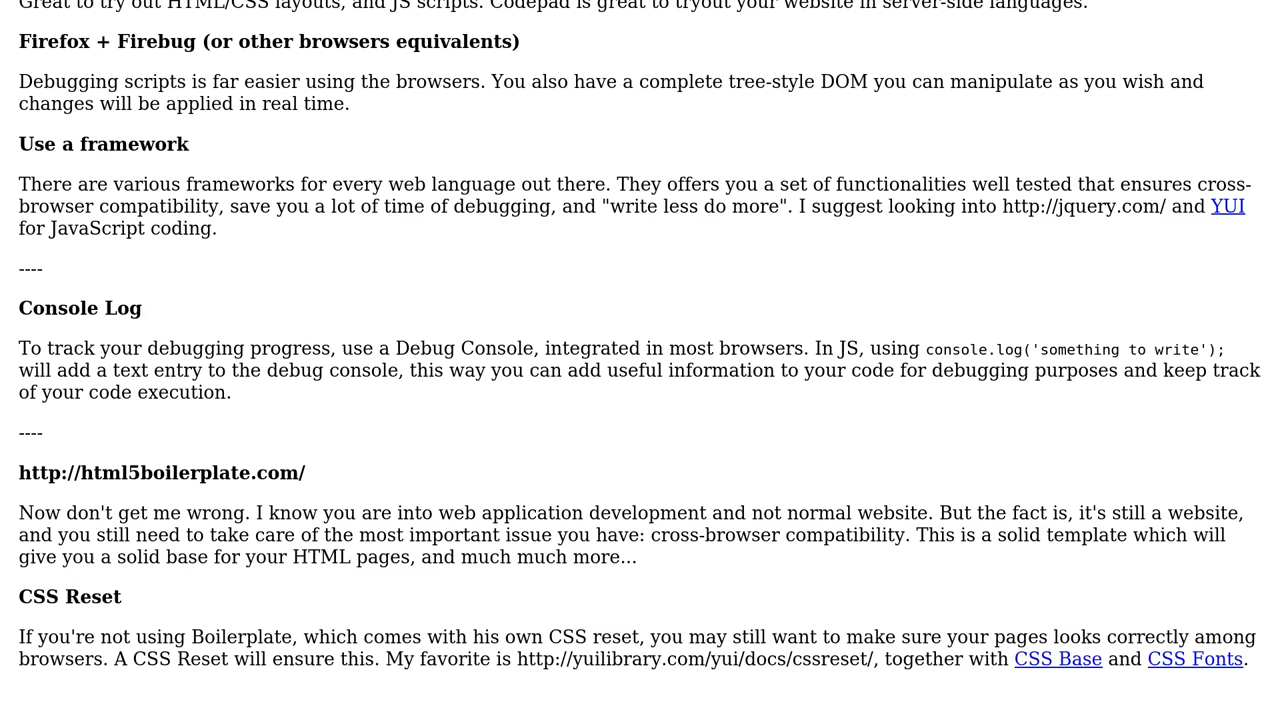 Great to try out HTML/CSS layouts, and JS scripts. Codepad is great to tryout your website in server-side languages.
Firefox + Firebug (or other browsers equivalents)
Debugging scripts is far easier using the browsers. You also have a complete tree-style DOM you can manipulate as you wish and
changes will be applied in real time.
Use a framework
There are various frameworks for every web language out there. They offers you a set of functionalities well tested that ensures cross-
browser compatibility, save you a lot of time of debugging, and "write less do more". I suggest looking into http://jquery.com/ and YUI
for JavaScript coding.
----
Console Log
To track your debugging progress, use a Debug Console, integrated in most browsers. In JS, using console.log('something to write');
will add a text entry to the debug console, this way you can add useful information to your code for debugging purposes and keep track
of your code execution.
----
http://html5boilerplate.com/
Now don't get me wrong. I know you are into web application development and not normal website. But the fact is, it's still a website,
and you still need to take care of the most important issue you have: cross-browser compatibility. This is a solid template which will
give you a solid base for your HTML pages, and much much more...
CSS Reset
If you're not using Boilerplate, which comes with his own CSS reset, you may still want to make sure your pages looks correctly among
browsers. A CSS Reset will ensure this. My favorite is http://yuilibrary.com/yui/docs/cssreset/, together with CSS Base and CSS Fonts.